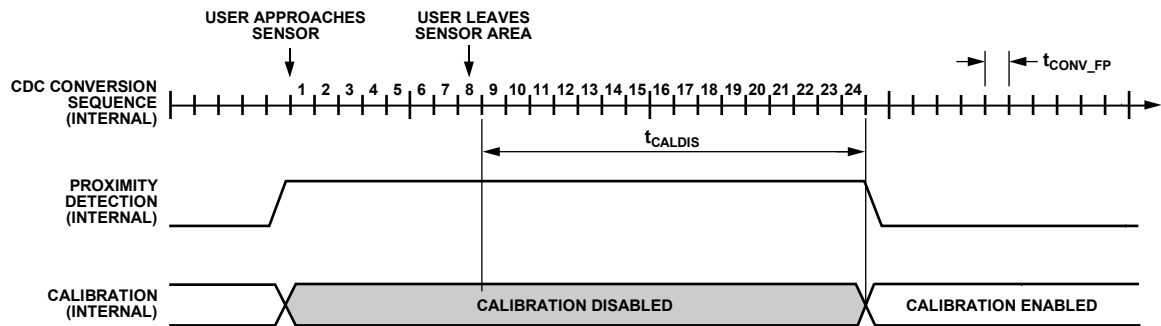 USER APPROACHES
SENSOR
USER LEAVES
SENSOR AREA
tCONV_FP
CDC CONVERSION
SEQUENCE
(INTERNAL)
1 2 3 4 5 6 7 8 9 10 11 12 13 14 15 16 17 18 19 20 21 22 23 24
tCALDIS
PROXIMITY
DETECTION
(INTERNAL)
CALIBRATION
(INTERNAL)
CALIBRATION DISABLED
CALIBRATION ENABLED